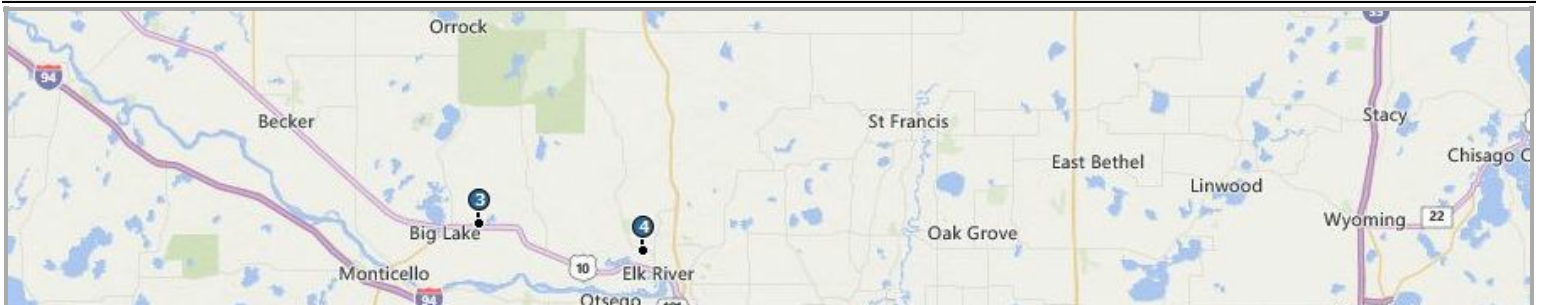 Orrock
35
94
Becker
St Francis
Stacy
East Bethel
Chisago C
Linwood
3
Wyoming
22
4
Big Lake
Oak Grove
10
Monticello
Elk River
94
Otsego